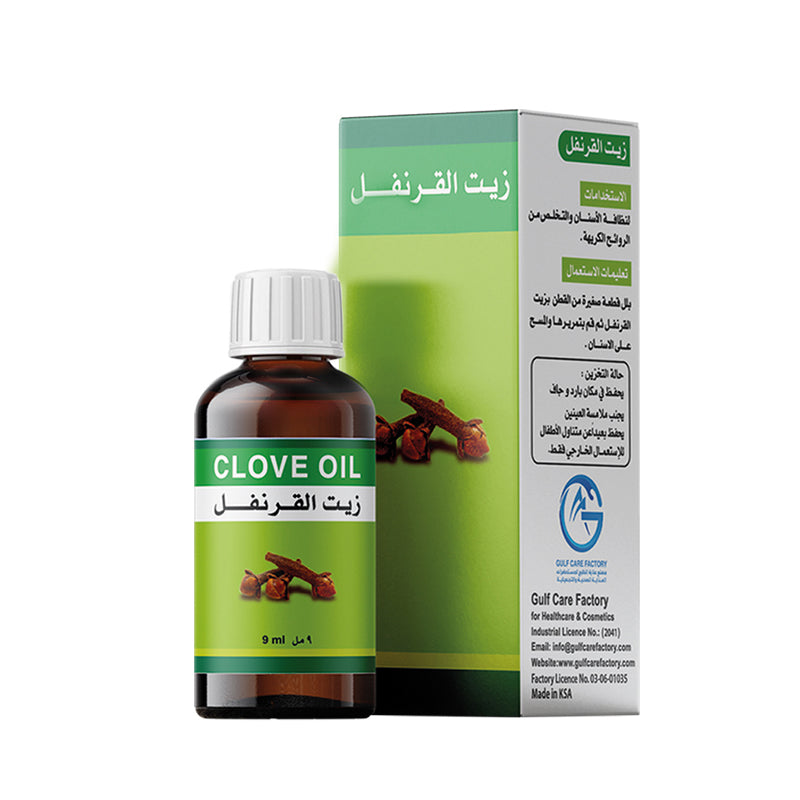 CLOVE OIL
زيت القرنفل
9 ml ٩ مل
زيت القرنفل
زيت القرنفل
الاستخدامات
لنظافة الأسنان والتخلص من
الروائح الكريهة.
تعليمات الاستعمال
بلل قطعة صغيرة من القطن بزيت
القرنفل ثم قم بتمريرها والمسح
على الاسنان.
حالة التخزين :
يحفظ في مكان بارد و جاف
يجنب ملامسة العينين
يحفظ بعيداً عن متناول الأطفال
للإستعمال الخارجي فقط.
GULF CARE FACTORY
Gulf Care Factory
for Healthcare & Cosmetics
Industrial Licence No.: (2041)
Email: info@gulfcarefactory.com
Website:www.gulfcarefactory.com
Factory Licence No. 03-06-01035
Made in KSA